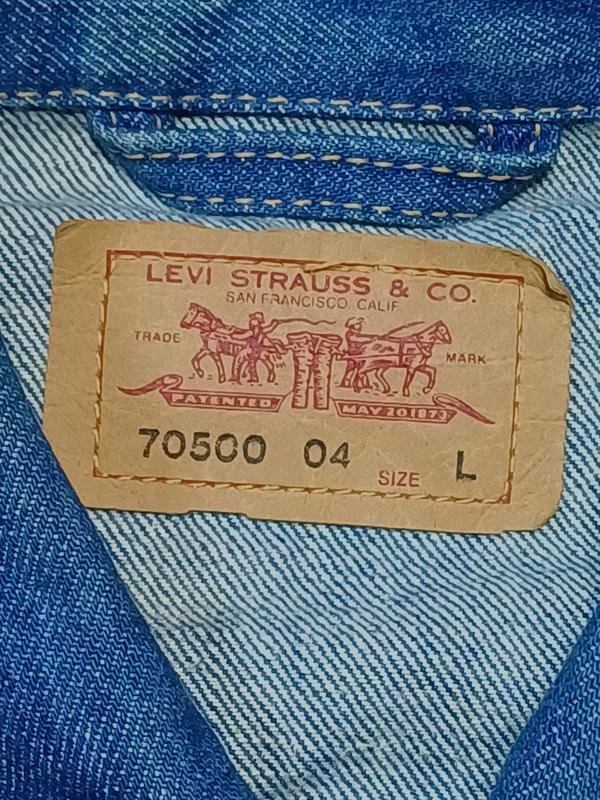 LEVI STRAUSS & CO.
SAN FRANCISCO. CALIF
TRADE MARK
PATENTED MAY 20 1873
70500 04 SIZE L